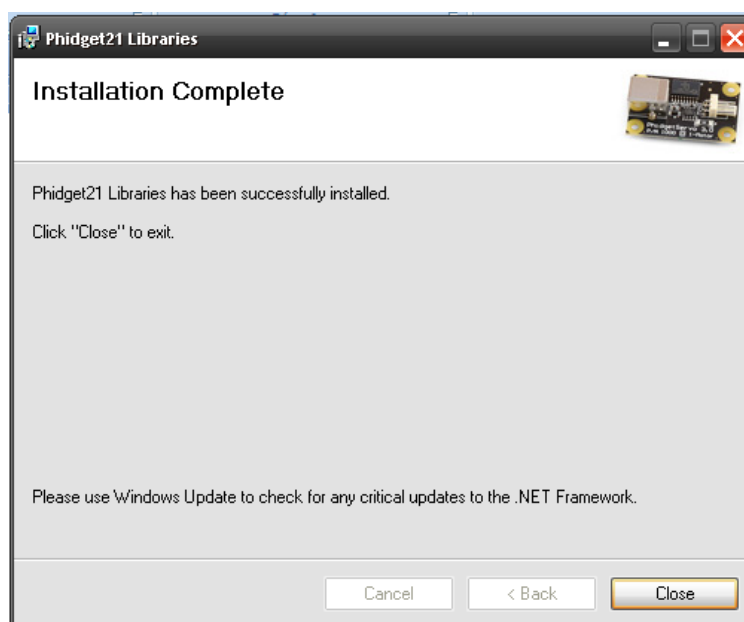 Phidget21 Libraries
Installation Complete
Phidget21 Libraries has been successfully installed.
Click "Close" to exit.
Please use Windows Update to check for any critical updates to the .NET Framework.
Cancel
< Back
Close